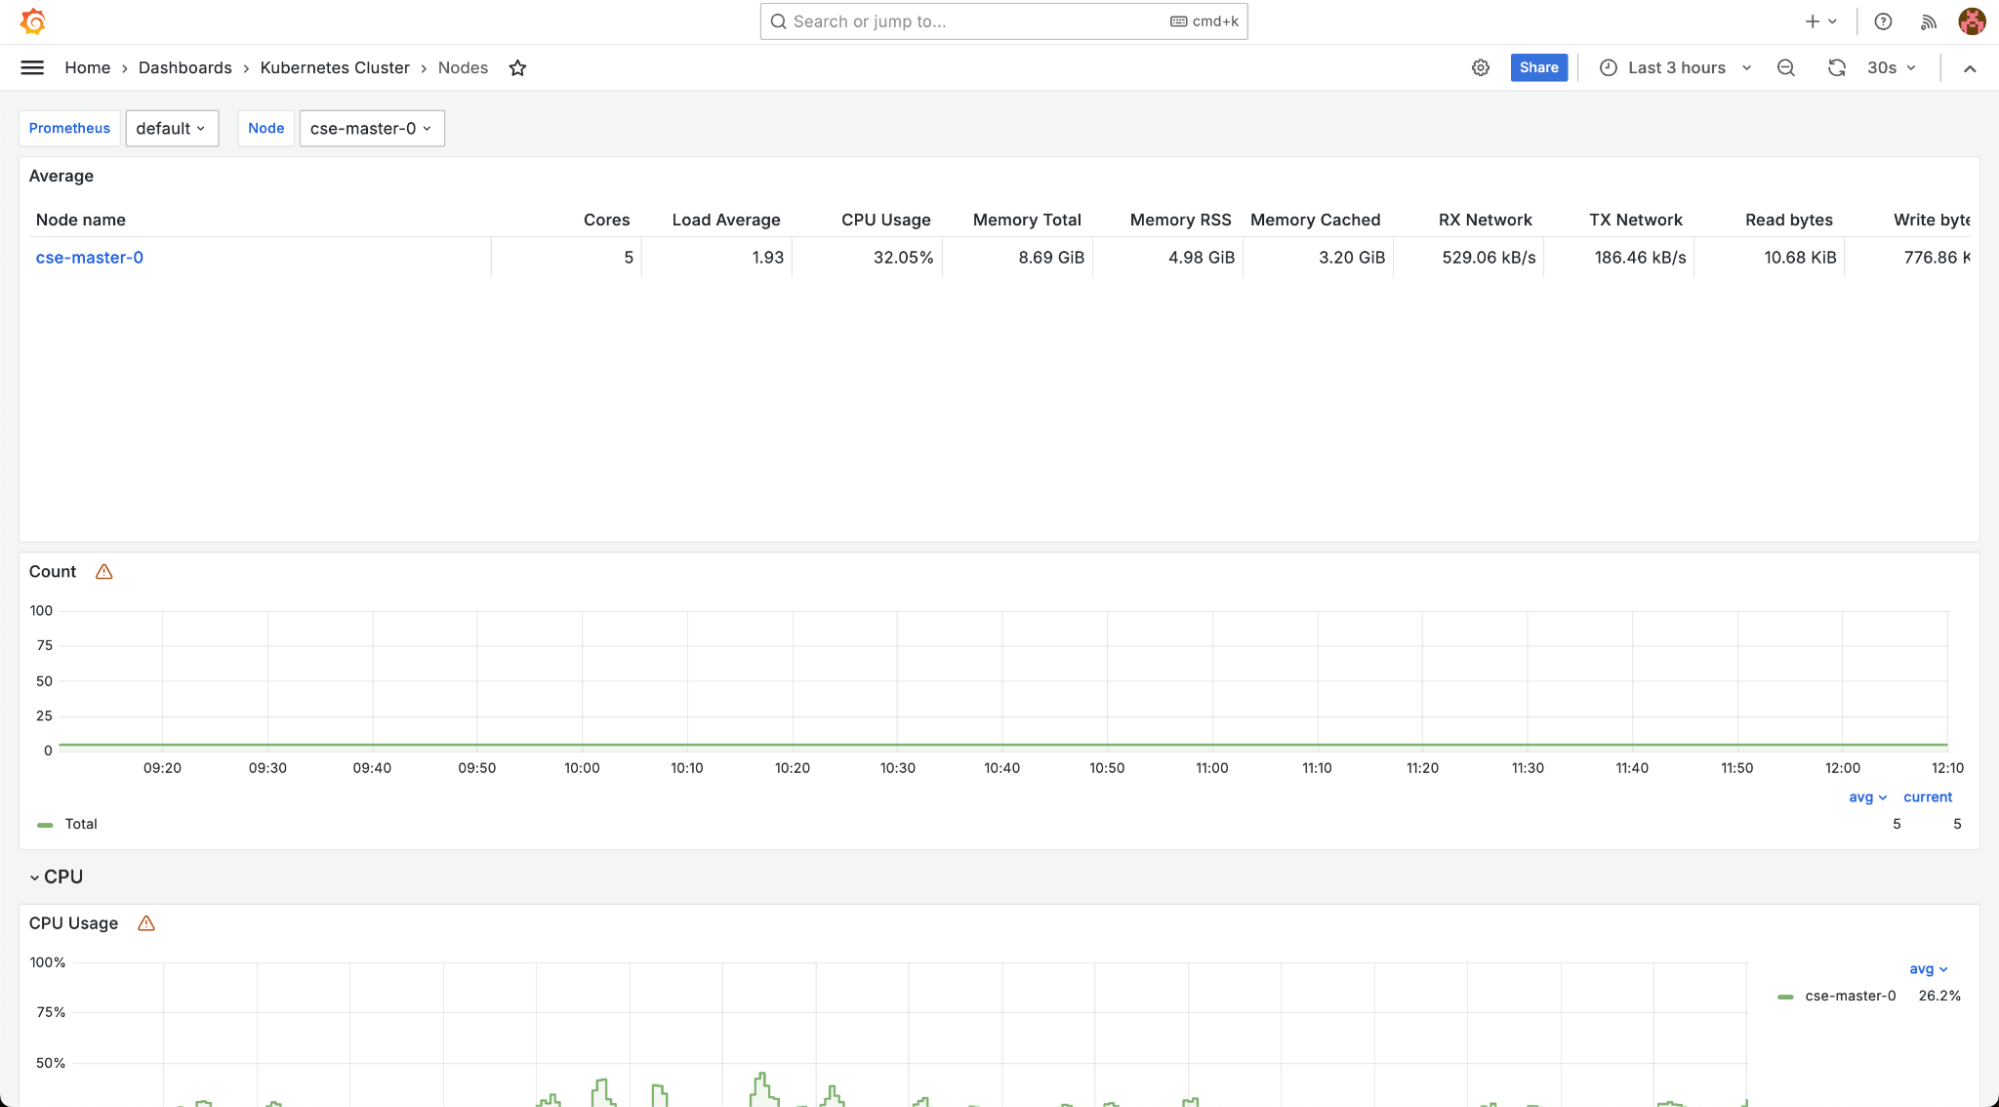 Search or jump to... cmd+k
Home › Dashboards › Kubernetes Cluster › Nodes Share Last 3 hours 30s
Prometheus default Node cse-master-0
Average
Node name Cores Load Average CPU Usage Memory Total Memory RSS Memory Cached RX Network TX Network Read bytes Write byte
cse-master-0 5 1.93 32.05% 8.69 GiB 4.98 GiB 3.20 GiB 529.06 kB/s 186.46 kB/s 10.68 KiB 776.86 K
Count
100
75
50
25
0
09:20 09:30 09:40 09:50 10:00 10:10 10:20 10:30 10:40 10:50 11:00 11:10 11:20 11:30 11:40 11:50 12:00 12:10
avg current
Total 5 5
CPU
CPU Usage
100%
avg
cse-master-0 26.2%
75%
50%